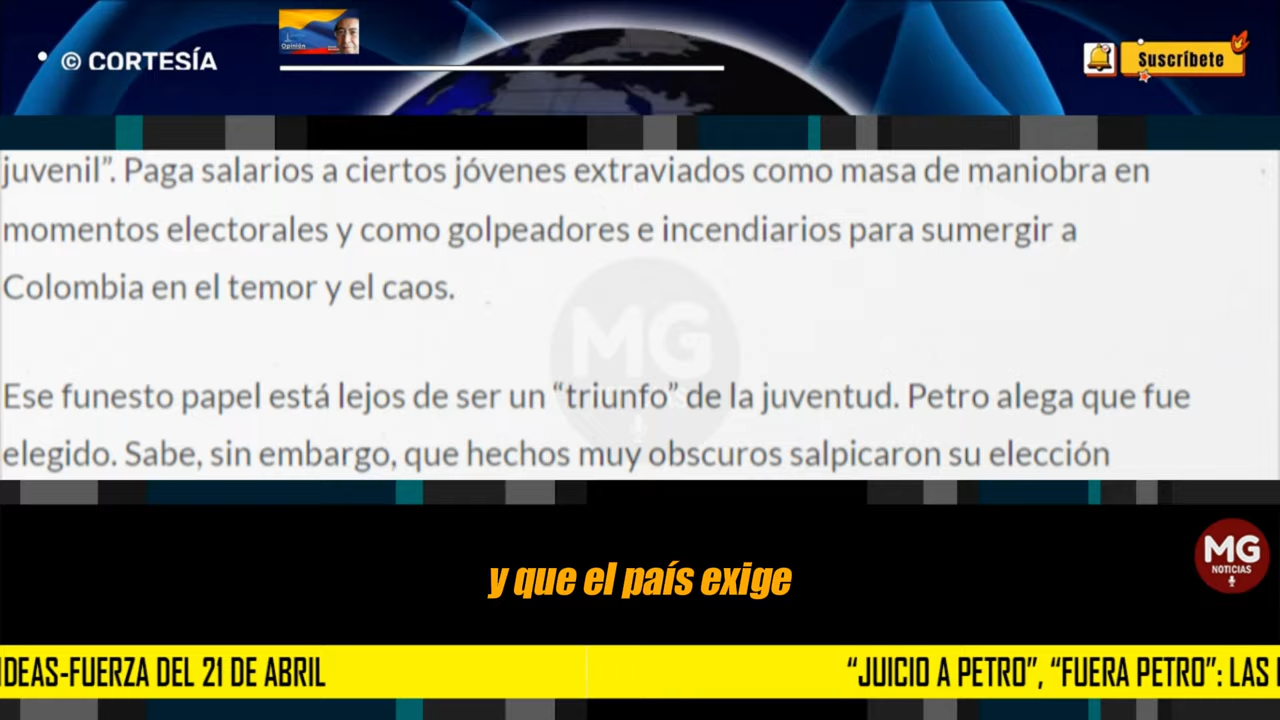 © CORTESÍA
Opinión
Suscríbete
juvenil”. Paga salarios a ciertos jóvenes extraviados como masa de maniobra en
momentos electorales y como golpeadores e incendiarios para sumergir a
Colombia en el temor y el caos.
MG
Ese funesto papel está lejos de ser un “triunfo” de la juventud. Petro alega que fue
elegido. Sabe, sin embargo, que hechos muy obscuros salpicaron su elección
MG
NOTICIAS
y que el país exige
IDEAS-FUERZA DEL 21 DE ABRIL
“JUICIO A PETRO”, “FUERA PETRO”: LAS I